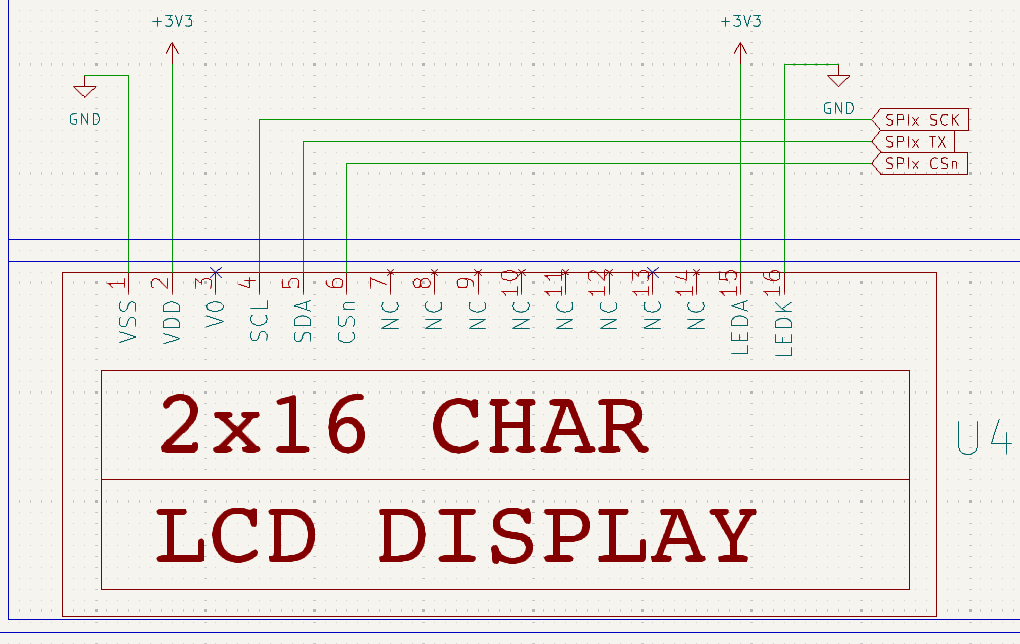 +3V3
+3V3
GND
GND
SPIx SCK
SPIx TX
SPIx CSn
1 2 3 4 5 6 7 8 9 10 11 12 13 14 15 16
VSS VDD VO SCL SDA CSn NC NC NC NC NC NC NC NC LEDA LEDK
2x16 CHAR
U4
LCD DISPLAY